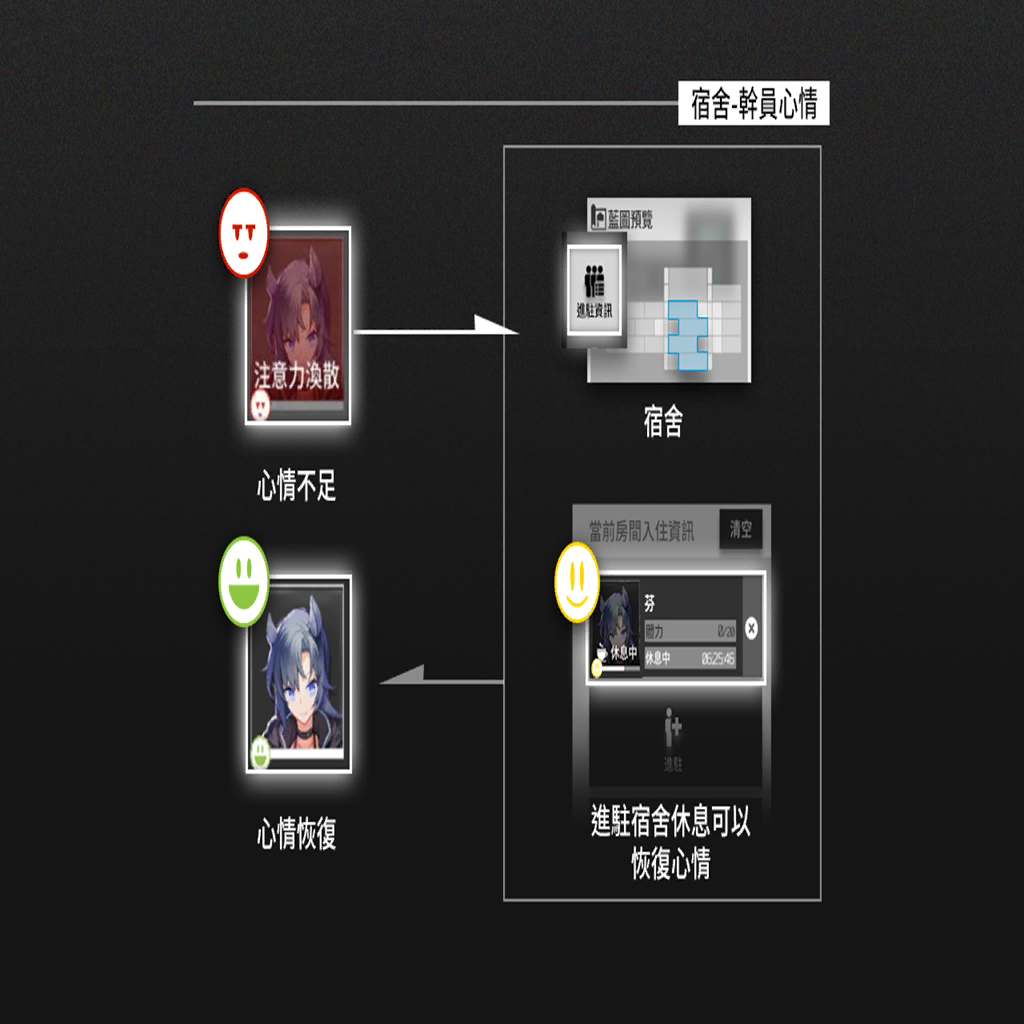 宿舍-幹員心情
注意力渙散
心情不足
藍圖預覽
進駐資訊
宿舍
當前房間入住資訊
清空
芬
體力 0/20
休息中
休息中 06:25:46
進駐
進駐宿舍休息可以
恢復心情
心情恢復